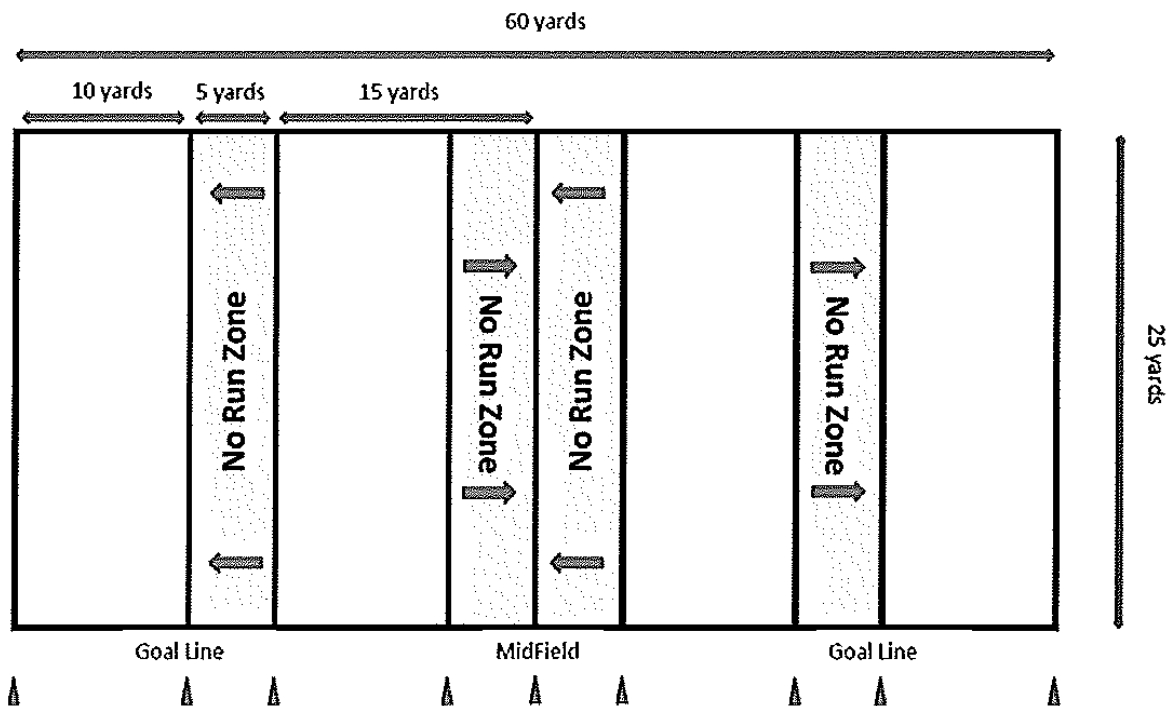 60 yards
10 yards
5 yards
15 yards
No Run Zone
No Run Zone
No Run Zone
No Run Zone
25 yards
Goal Line
MidField
Goal Line